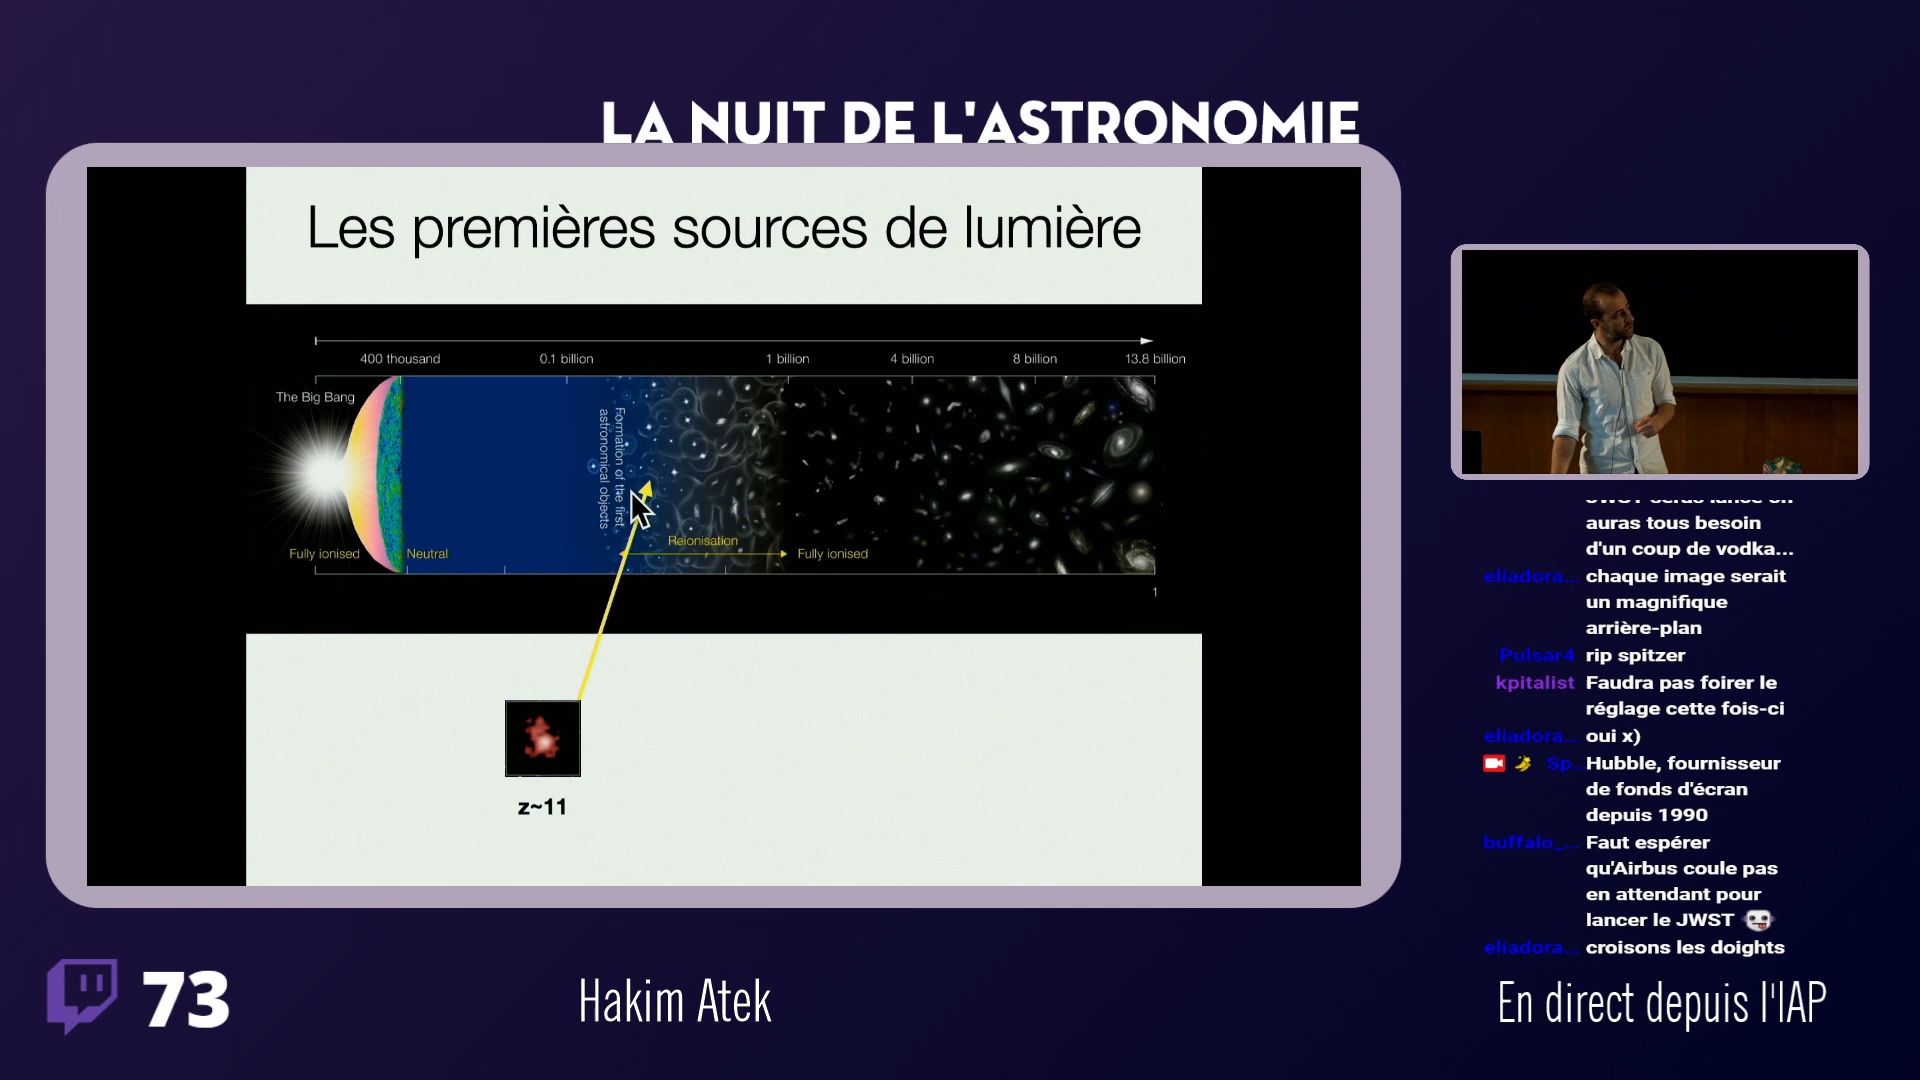 LA NUIT DE L'ASTRONOMIE
Les premières sources de lumière
400 thousand 0.1 billion 1 billion 4 billion 8 billion 13.8 billion
The Big Bang
Formation of the first
astronomical objects
Reionisation
Fully ionised Neutral Fully ionised
1
z~11
auras tous besoin
d'un coup de vodka...
eliadora... chaque image serait
un magnifique
arrière-plan
Pulsar4 rip spitzer
kpitalist Faudra pas foirer le
réglage cette fois-ci
eliadora... oui x)
Sp... Hubble, fournisseur
de fonds d'écran
depuis 1990
buffalo_... Faut espérer
qu'Airbus coule pas
en attendant pour
lancer le JWST
eliadora... croisons les doights
73
Hakim Atek
En direct depuis l'IAP